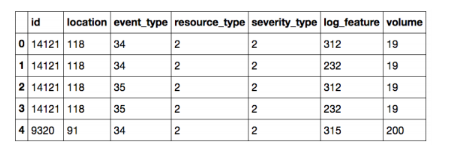 id location event_type resource_type severity_type log_feature volume
0 14121 118 34 2 2 312 19
1 14121 118 34 2 2 232 19
2 14121 118 35 2 2 312 19
3 14121 118 35 2 2 232 19
4 9320 91 34 2 2 315 200